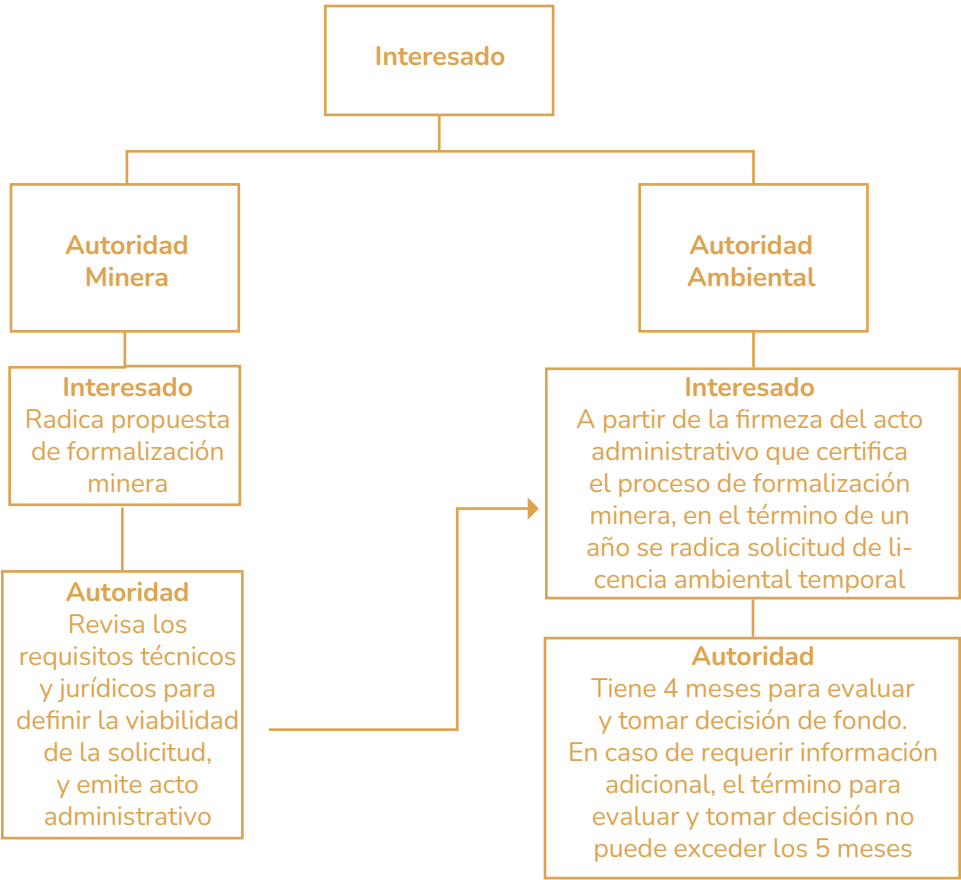 Interesado
Autoridad
Minera
Autoridad
Ambiental
Interesado
Radica propuesta
de formalización
minera
Autoridad
Revisa los
requisitos técnicos
y jurídicos para
definir la viabilidad
de la solicitud,
y emite acto
administrativo
Interesado
A partir de la firmeza del acto
administrativo que certifica
el proceso de formalización
minera, en el término de un
año se radica solicitud de li-
cencia ambiental temporal
Autoridad
Tiene 4 meses para evaluar
y tomar decisión de fondo.
En caso de requerir información
adicional, el término para
evaluar y tomar decisión no
puede exceder los 5 meses